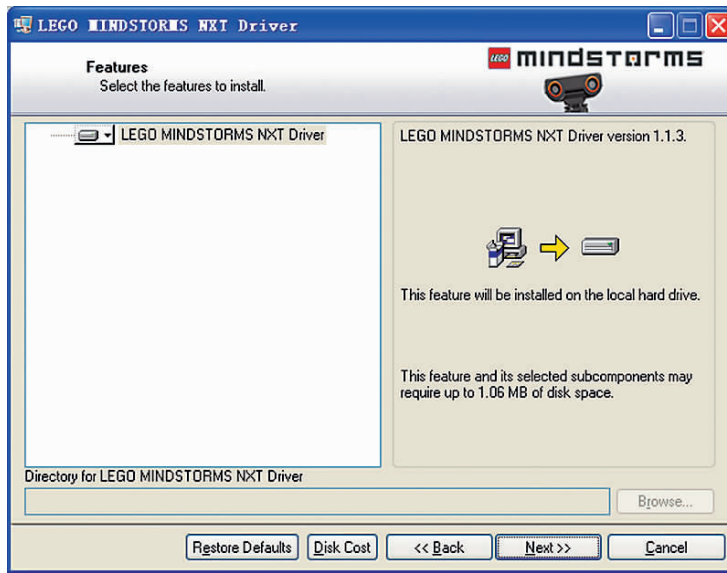 LEGO MINDSTORMS NXT Driver
Features
Select the features to install.
LEGO mindstorms
LEGO MINDSTORMS NXT Driver
LEGO MINDSTORMS NXT Driver version 1.1.3.
This feature will be installed on the local hard drive.
This feature and its selected subcomponents may
require up to 1.06 MB of disk space.
Directory for LEGO MINDSTORMS NXT Driver
Browse...
Restore Defaults
Disk Cost
<< Back
Next >>
Cancel